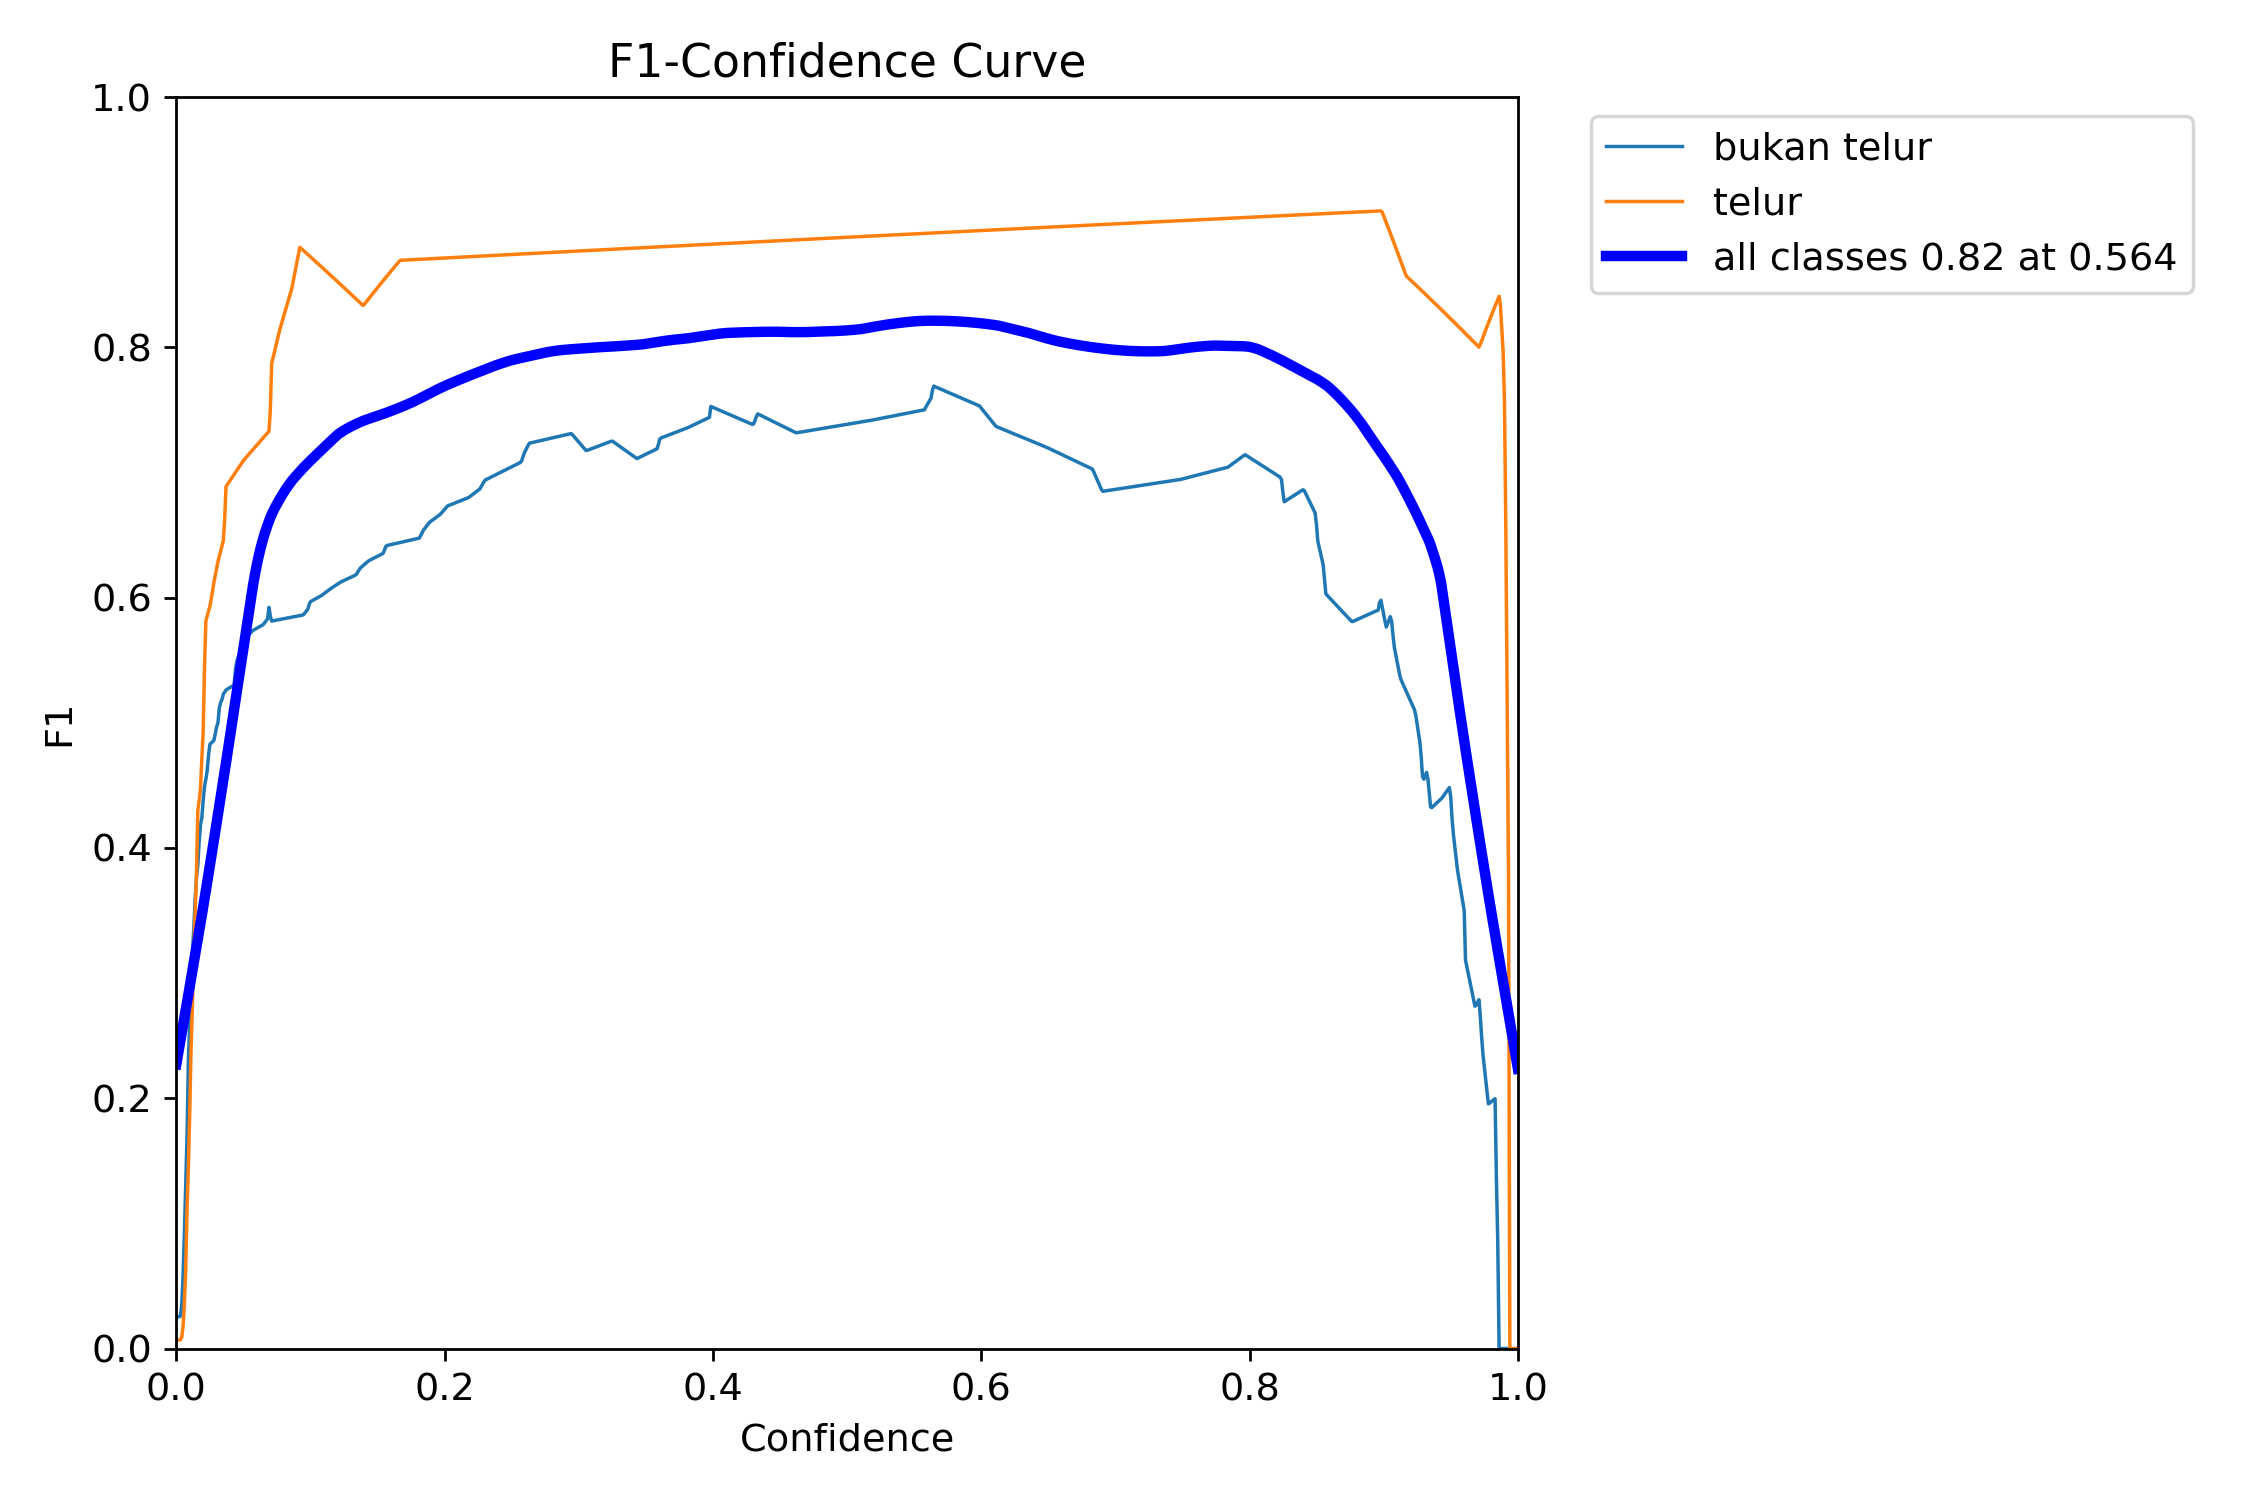 F1-Confidence Curve
bukan telur
telur
all classes 0.82 at 0.564
1.0
0.8
0.6
0.4
0.2
0.0
F1
0.0 0.2 0.4 0.6 0.8 1.0
Confidence